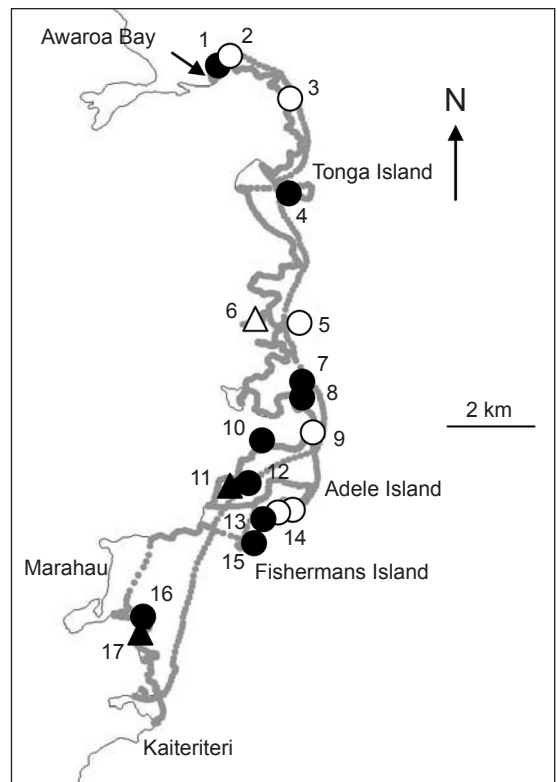 Awaroa Bay
1
2
3
N
Tonga Island
4
6
5
7
8
2 km
10
9
11
12
Adele Island
13
14
15
Fishermans Island
Marahau
16
17
Kaiteriteri